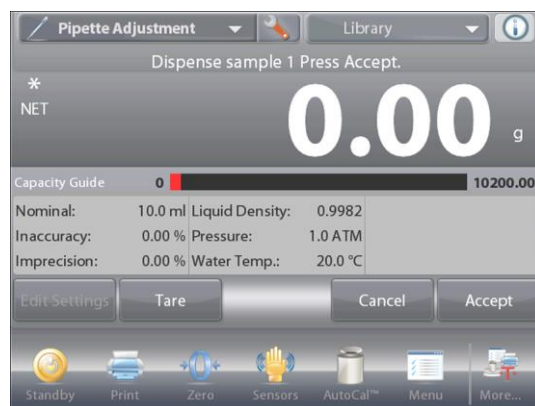 Pipette Adjustment Library
Dispense sample 1 Press Accept.
*
NET
0.00 g
Capacity Guide 0 10200.00
Nominal: 10.0 ml Liquid Density: 0.9982
Inaccuracy: 0.00 % Pressure: 1.0 ATM
Imprecision: 0.00 % Water Temp.: 20.0 °C
Edit Settings Tare Cancel Accept
Standby Print Zero Sensors AutoCal™ Menu More...